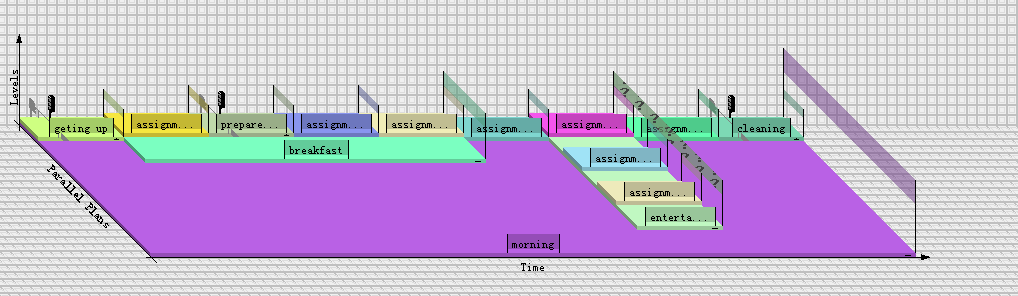 Levels
geting up
assignm...
prepare...
assignm...
assignm...
assignm...
assignm...
assignm...
cleaning
breakfast
assignm...
assignm...
enterta...
morning
Parallel Plans
Time